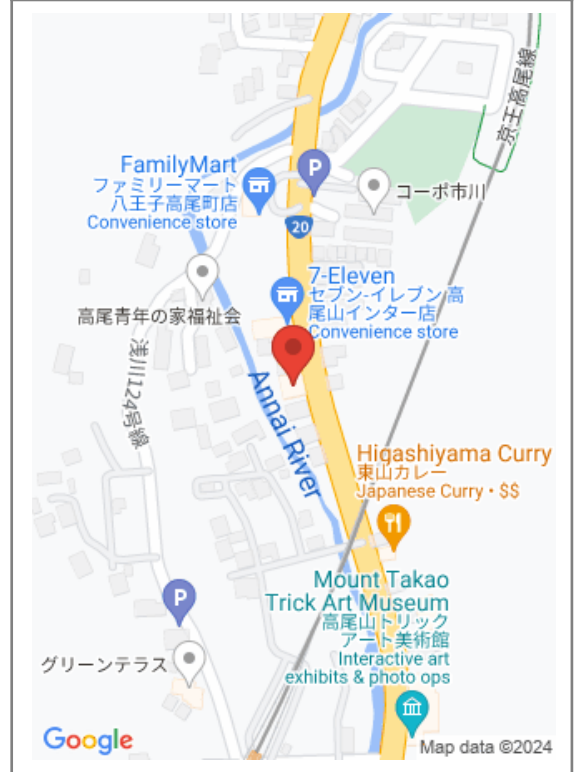 京王高尾線
FamilyMart
ファミリーマート
八王子高尾町店
Convenience store
P
コーポ市川
20
7-Eleven
セブン-イレブン 高
尾山インター店
Convenience store
高尾青年の家福祉会
浅川124号線
Annai River
Higashiyama Curry
東山カレー
Japanese Curry • $$
Mount Takao
Trick Art Museum
高尾山トリック
アート美術館
Interactive art
exhibits & photo ops
P
グリーンテラス
Google
Map data ©2024